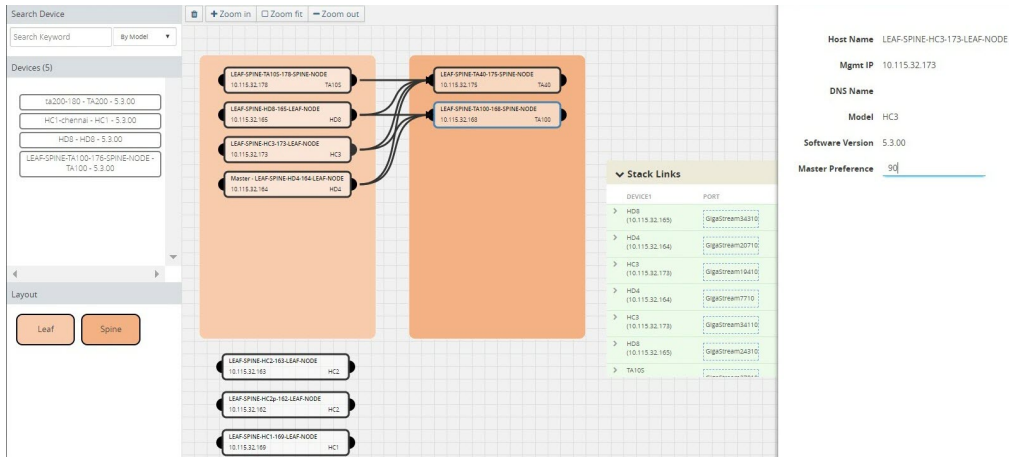 Search Device
Search Keyword
By Model
Devices (5)
ta200-180 - TA200 - 5.3.00
HC1-chennai - HC1 - 5.3.00
HD8 - HD8 - 5.3.00
LEAF-SPINE-TA100-176-SPINE-NODE -
TA100 - 5.3.00
Layout
Leaf
Spine
Zoom in
Zoom fit
Zoom out
LEAF-SPINE-TA10S-178-SPINE-NODE
10.115.32.178 TA10S
LEAF-SPINE-HD8-165-LEAF-NODE
10.115.32.165 HD8
LEAF-SPINE-HC3-173-LEAF-NODE
10.115.32.173 HC3
Master - LEAF-SPINE-HD4-164-LEAF-NODE
10.115.32.164 HD4
LEAF-SPINE-TA40-175-SPINE-NODE
10.115.32.175 TA40
LEAF-SPINE-TA100-168-SPINE-NODE
10.115.32.168 TA100
LEAF-SPINE-HC2-163-LEAF-NODE
10.115.32.163 HC2
LEAF-SPINE-HC2p-162-LEAF-NODE
10.115.32.162 HC2
LEAF-SPINE-HC1-169-LEAF-NODE
10.115.32.169 HC1
Stack Links
DEVICE1 PORT
HD8
(10.115.32.165) GigaStream34310
HD4
(10.115.32.164) GigaStream20710
HC3
(10.115.32.173) GigaStream19410
HD4
(10.115.32.164) GigaStream7710
HC3
(10.115.32.173) GigaStream34110
HD8
(10.115.32.165) GigaStream24310
TA10S
Host Name LEAF-SPINE-HC3-173-LEAF-NODE
Mgmt IP 10.115.32.173
DNS Name
Model HC3
Software Version 5.3.00
Master Preference 90